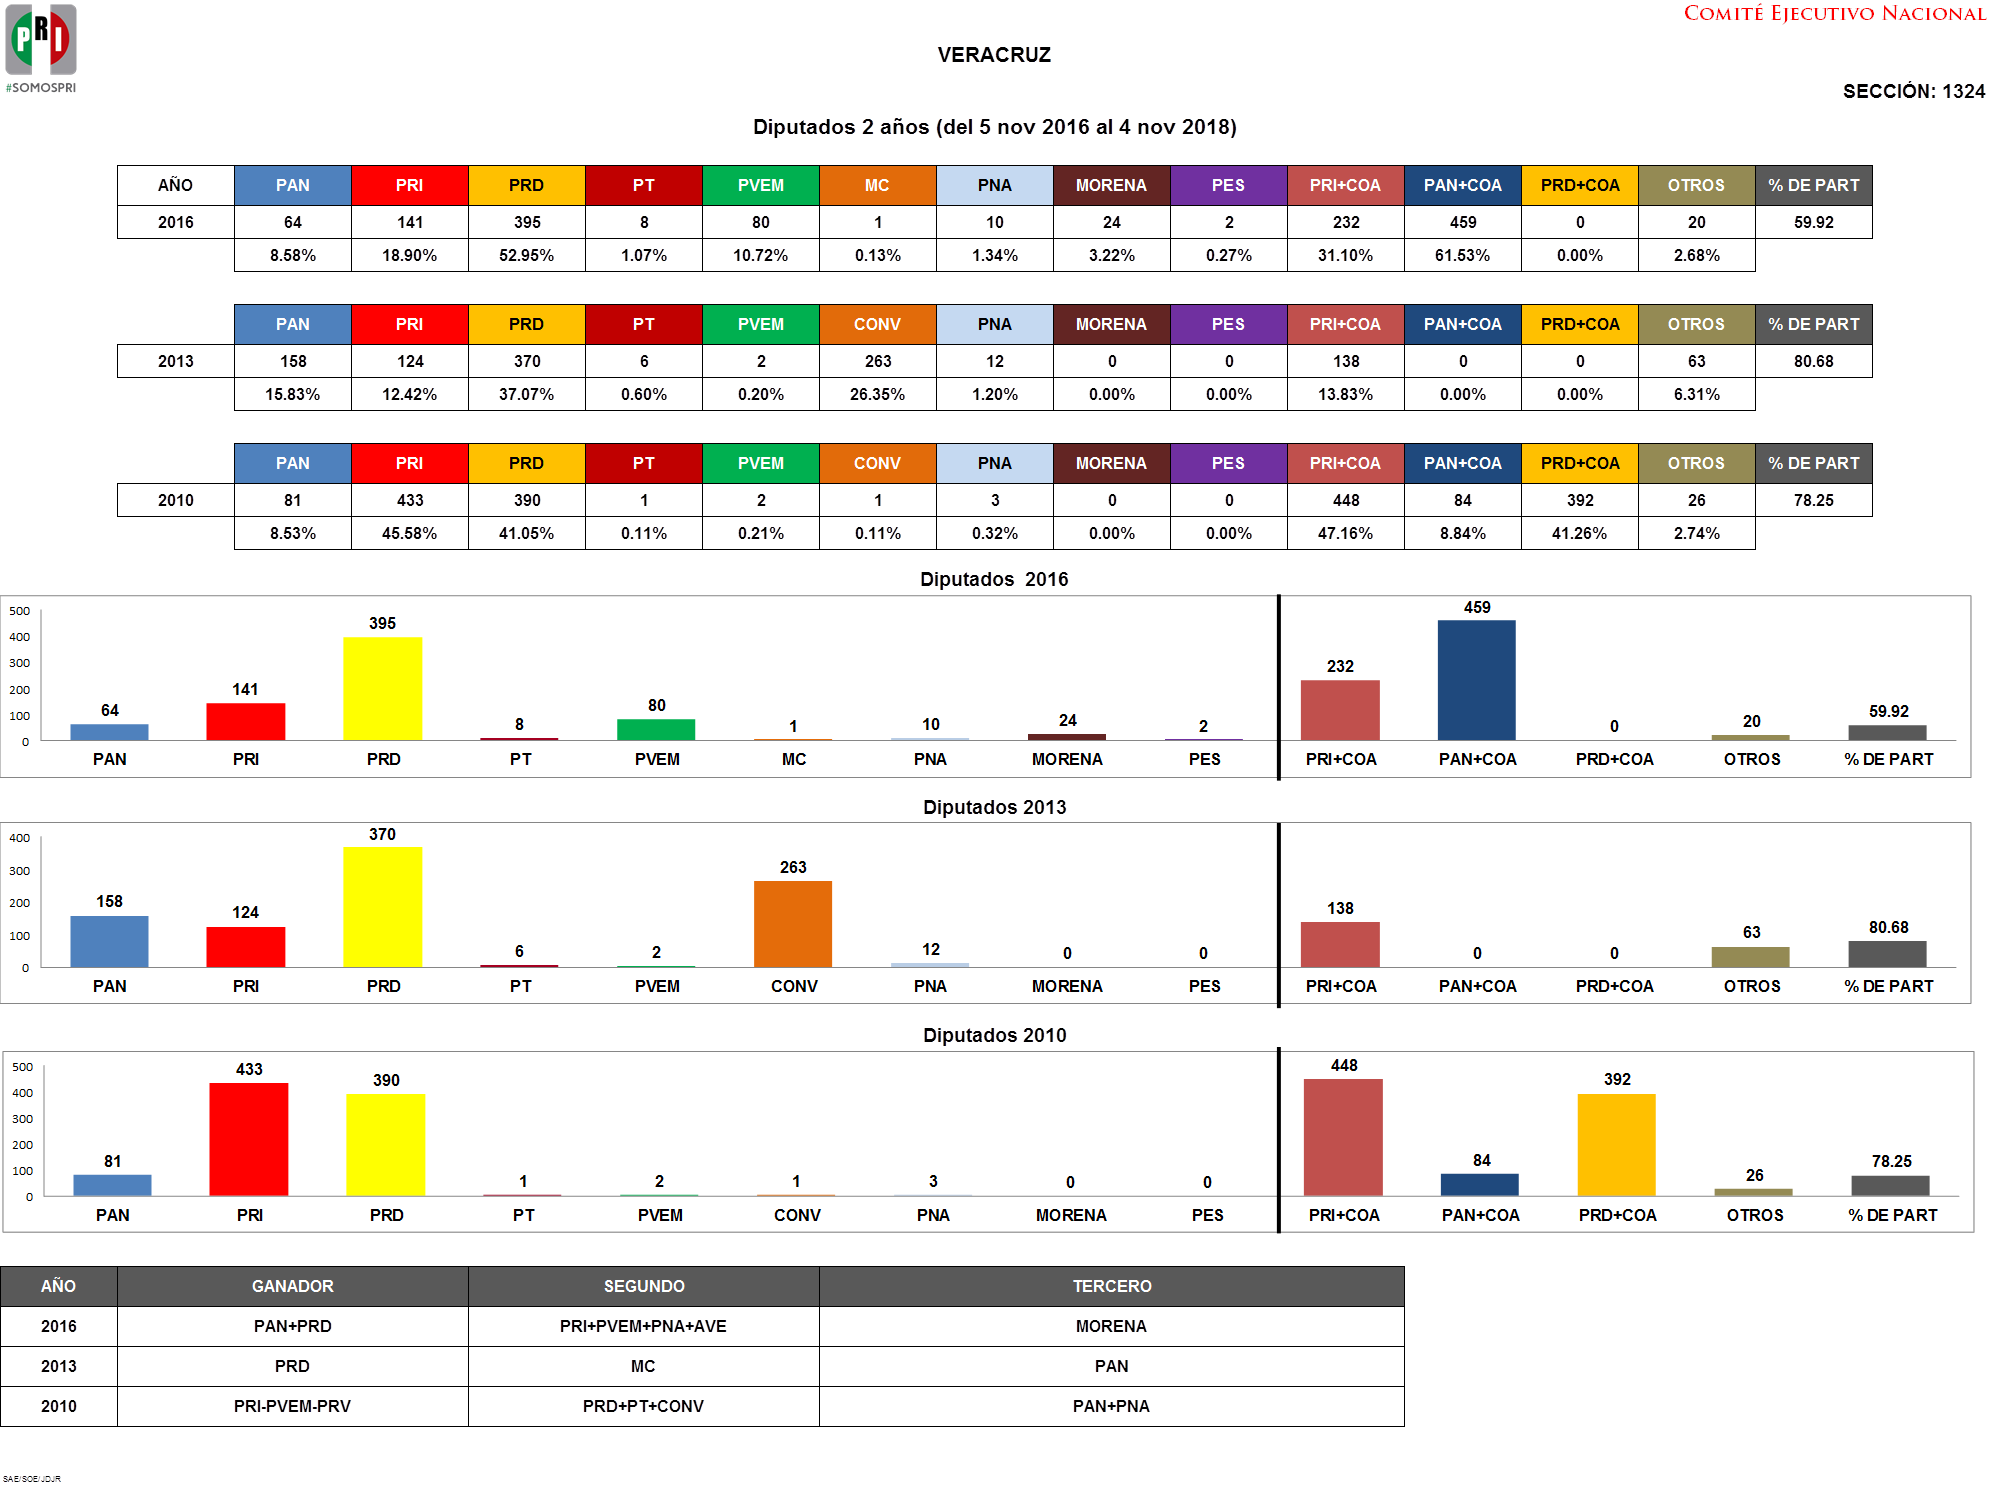 PRI
#SOMOSPRI
COMITÉ EJECUTIVO NACIONAL
VERACRUZ
SECCIÓN: 1324
Diputados 2 años (del 5 nov 2016 al 4 nov 2018)
AÑO PAN PRI PRD PT PVEM MC PNA MORENA PES PRI+COA PAN+COA PRD+COA OTROS % DE PART
2016 64 141 395 8 80 1 10 24 2 232 459 0 20 59.92
8.58% 18.90% 52.95% 1.07% 10.72% 0.13% 1.34% 3.22% 0.27% 31.10% 61.53% 0.00% 2.68%
PAN PRI PRD PT PVEM CONV PNA MORENA PES PRI+COA PAN+COA PRD+COA OTROS % DE PART
2013 158 124 370 6 2 263 12 0 0 138 0 0 63 80.68
15.83% 12.42% 37.07% 0.60% 0.20% 26.35% 1.20% 0.00% 0.00% 13.83% 0.00% 0.00% 6.31%
PAN PRI PRD PT PVEM CONV PNA MORENA PES PRI+COA PAN+COA PRD+COA OTROS % DE PART
2010 81 433 390 1 2 1 3 0 0 448 84 392 26 78.25
8.53% 45.58% 41.05% 0.11% 0.21% 0.11% 0.32% 0.00% 0.00% 47.16% 8.84% 41.26% 2.74%
Diputados 2016
500
400
300
200
100
0
64 141 395 8 80 1 10 24 2 232 459 0 20 59.92
PAN PRI PRD PT PVEM MC PNA MORENA PES PRI+COA PAN+COA PRD+COA OTROS % DE PART
Diputados 2013
400
300
200
100
0
158 124 370 6 2 263 12 0 0 138 0 0 63 80.68
PAN PRI PRD PT PVEM CONV PNA MORENA PES PRI+COA PAN+COA PRD+COA OTROS % DE PART
Diputados 2010
500
400
300
200
100
0
81 433 390 1 2 1 3 0 0 448 84 392 26 78.25
PAN PRI PRD PT PVEM CONV PNA MORENA PES PRI+COA PAN+COA PRD+COA OTROS % DE PART
AÑO GANADOR SEGUNDO TERCERO
2016 PAN+PRD PRI+PVEM+PNA+AVE MORENA
2013 PRD MC PAN
2010 PRI-PVEM-PRV PRD+PT+CONV PAN+PNA
SAE/SOE/JDJR